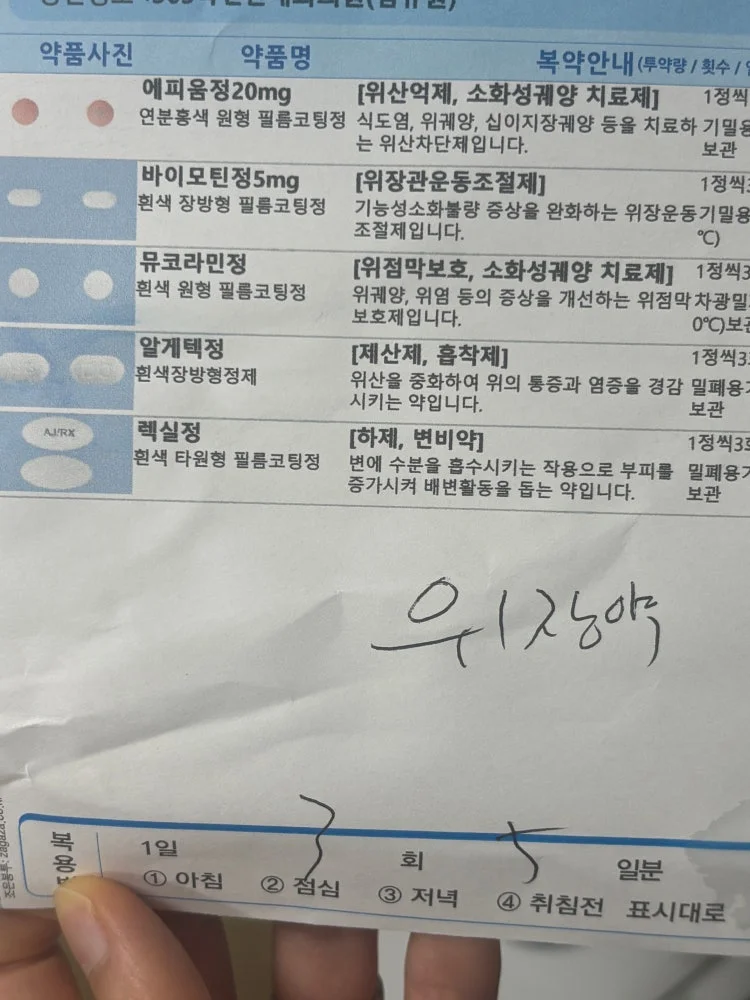 약품사진 약품명 복약안내(투약량 / 횟수 /
에피움정20mg [위산억제, 소화성궤양 치료제] 1정씩
연분홍색 원형 필름코팅정 식도염, 위궤양, 십이지장궤양 등을 치료하 기밀용
는 위산차단제입니다. 보관
바이모틴정5mg [위장관운동조절제] 1정씩3
흰색 장방형 필름코팅정 기능성소화불량 증상을 완화하는 위장운동 기밀용
조절제입니다. ℃)
뮤코라민정 [위점막보호, 소화성궤양 치료제] 1정씩3
흰색 원형 필름코팅정 위궤양, 위염 등의 증상을 개선하는 위점막 차광밀
보호제입니다. 0℃)보관
알게텍정 [제산제, 흡착제] 1정씩3
흰색장방형정제 위산을 중화하여 위의 통증과 염증을 경감 밀폐용기
시키는 약입니다. 보관
AJ/RX
렉실정 [하제, 변비약] 1정씩3회
흰색 타원형 필름코팅정 변에 수분을 흡수시키는 작용으로 부피를 밀폐용기
증가시켜 배변활동을 돕는 약입니다. 보관
위장약
복용
1일 3 회 5 일분
① 아침 ② 점심 ③ 저녁 ④ 취침전 표시대로